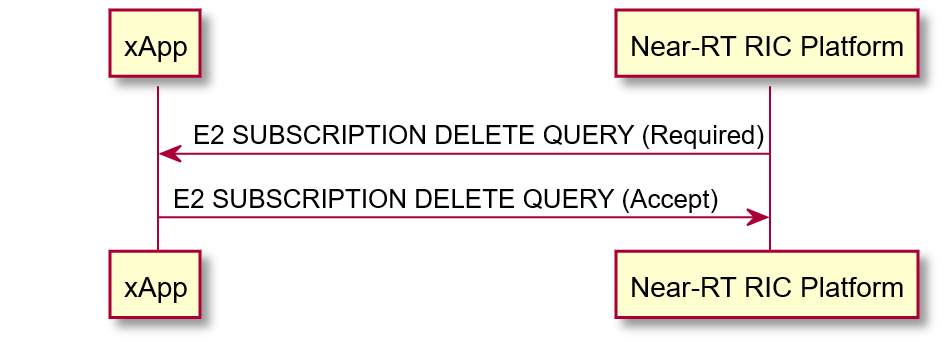 xApp
Near-RT RIC Platform
E2 SUBSCRIPTION DELETE QUERY (Required)
E2 SUBSCRIPTION DELETE QUERY (Accept)
xApp
Near-RT RIC Platform